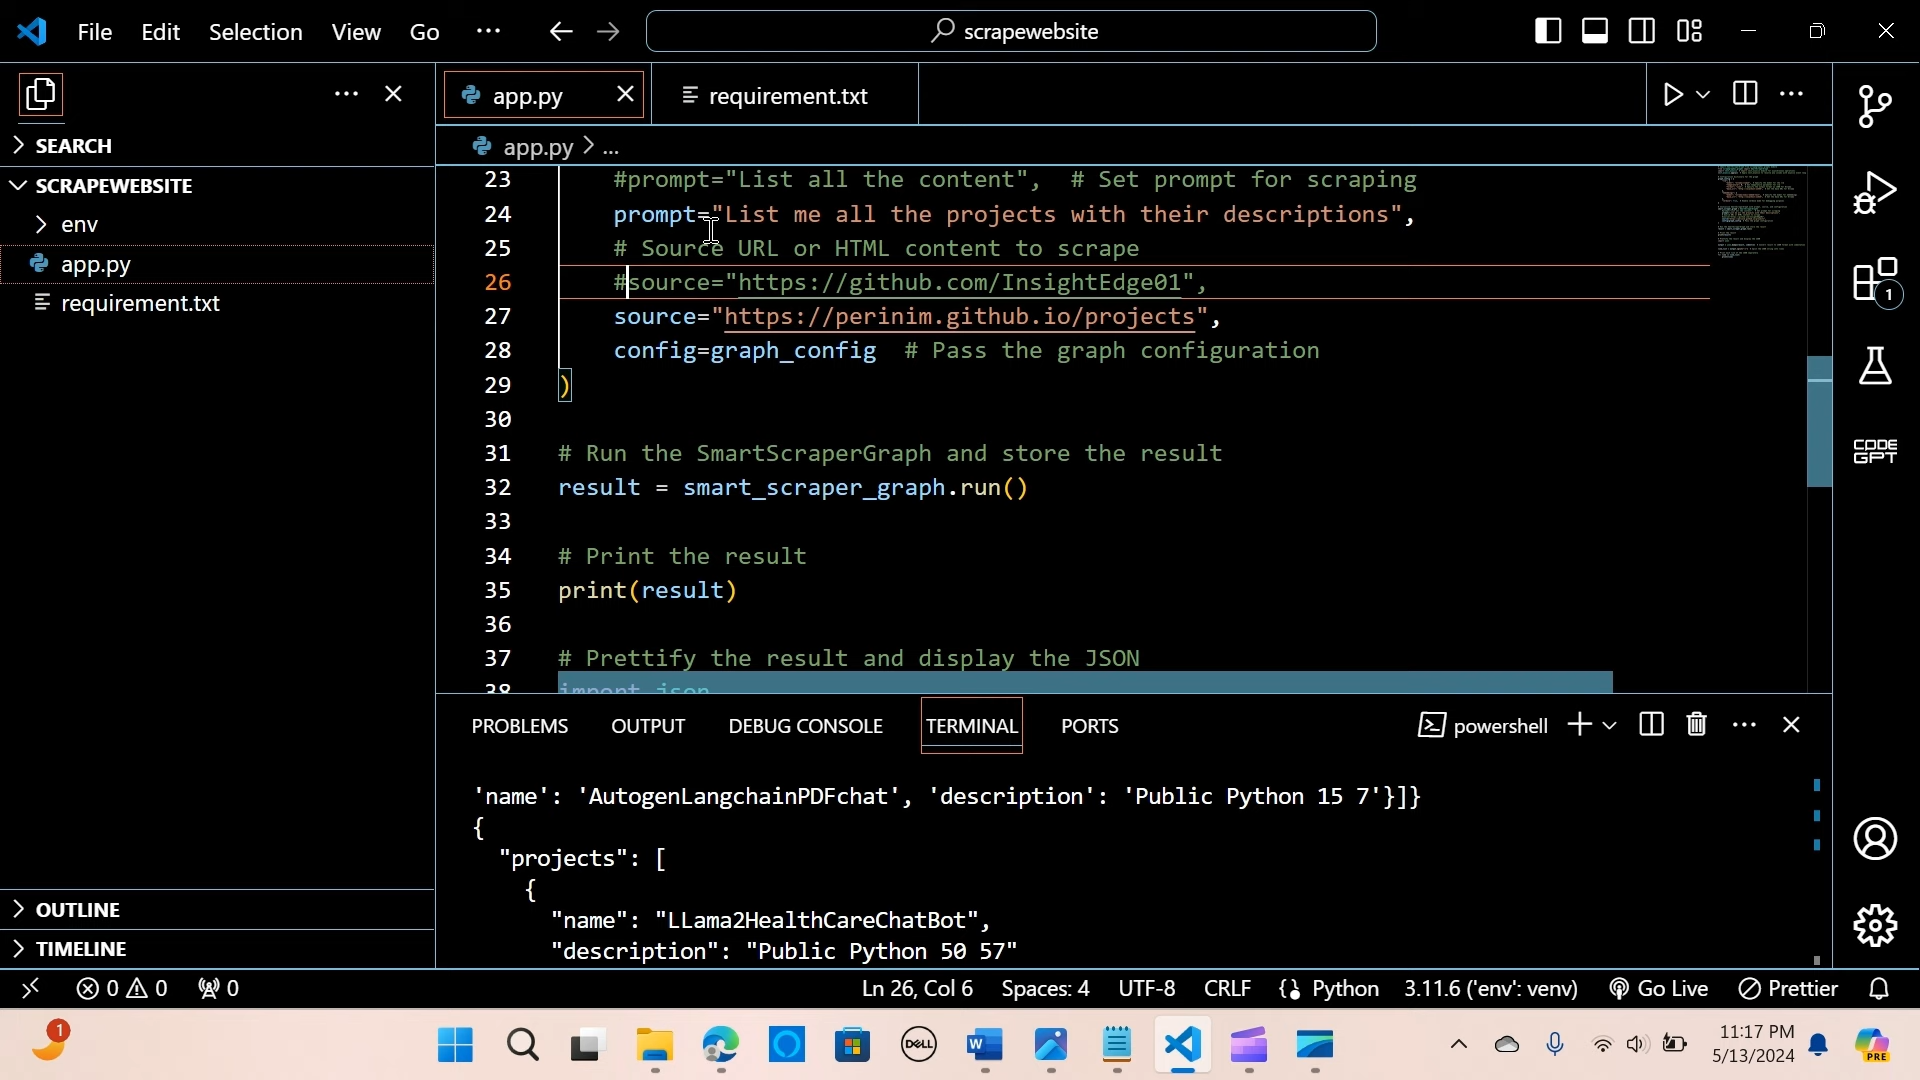 File Edit Selection View Go ··· scrapewebsite
app.py requirement.txt
SEARCH
SCRAPEWEBSITE
env
app.py
requirement.txt
OUTLINE
TIMELINE
app.py > ...
23 #prompt="List all the content", # Set prompt for scraping
24 prompt="List me all the projects with their descriptions",
25 # Source URL or HTML content to scrape
26 #source="https://github.com/InsightEdge01",
27 source="https://perinim.github.io/projects",
28 config=graph_config # Pass the graph configuration
29 )
30
31 # Run the SmartScraperGraph and store the result
32 result = smart_scraper_graph.run()
33
34 # Print the result
35 print(result)
36
37 # Prettify the result and display the JSON
38 import json
1
CODE
GPT
PROBLEMS OUTPUT DEBUG CONSOLE TERMINAL PORTS powershell
'name': 'AutogenLangchainPDFchat', 'description': 'Public Python 15 7'}]}
{
"projects": [
{
"name": "LLama2HealthCareChatBot",
"description": "Public Python 50 57"
0 0 0 Ln 26, Col 6 Spaces: 4 UTF-8 CRLF Python 3.11.6 ('env': venv) Go Live Prettier
1 DELL W PRE
11:17 PM
5/13/2024